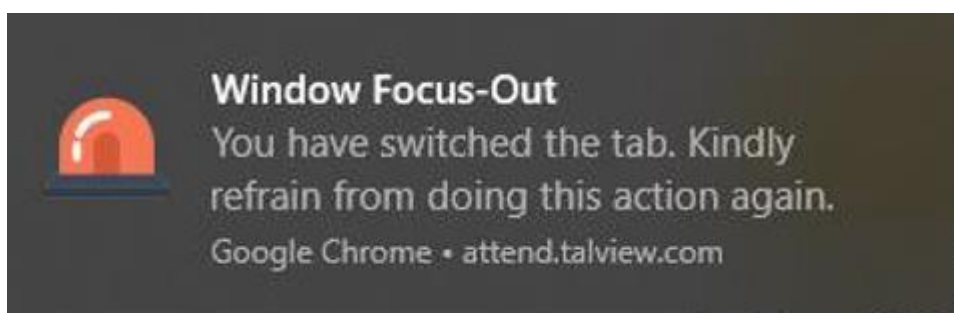 Window Focus-Out
You have switched the tab. Kindly
refrain from doing this action again.
Google Chrome • attend.talview.com